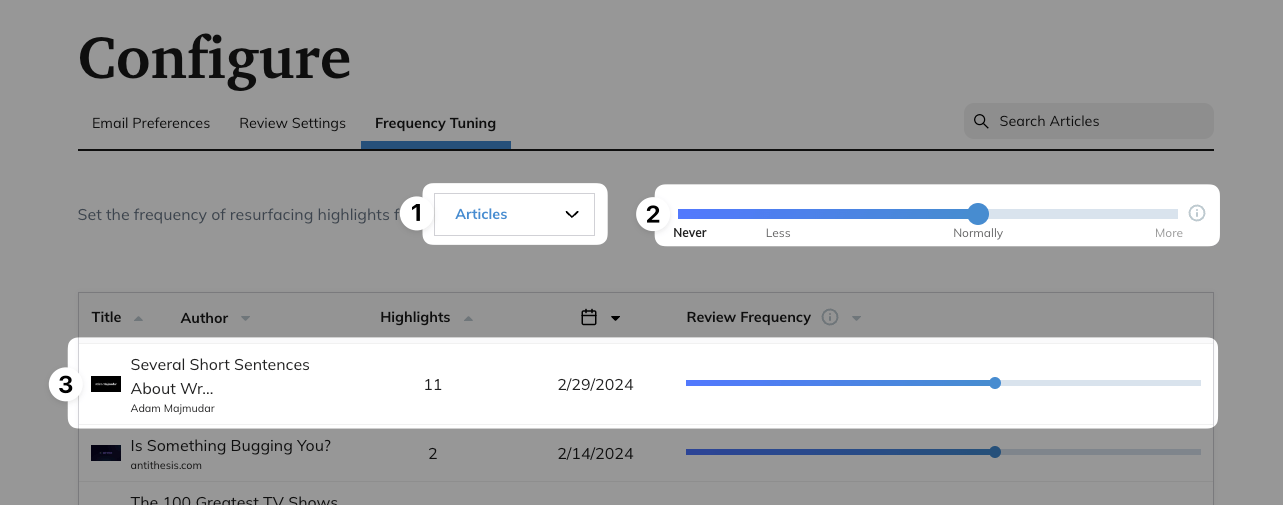 Configure
Email Preferences Review Settings Frequency Tuning Search Articles
Set the frequency of resurfacing highlights f 1 Articles 2
Never Less Normally More
Title Author Highlights Review Frequency
3 Several Short Sentences
About Wr... 11 2/29/2024
Adam Majmudar
Is Something Bugging You? 2 2/14/2024
antithesis.com
The 100 Greatest TV Shows